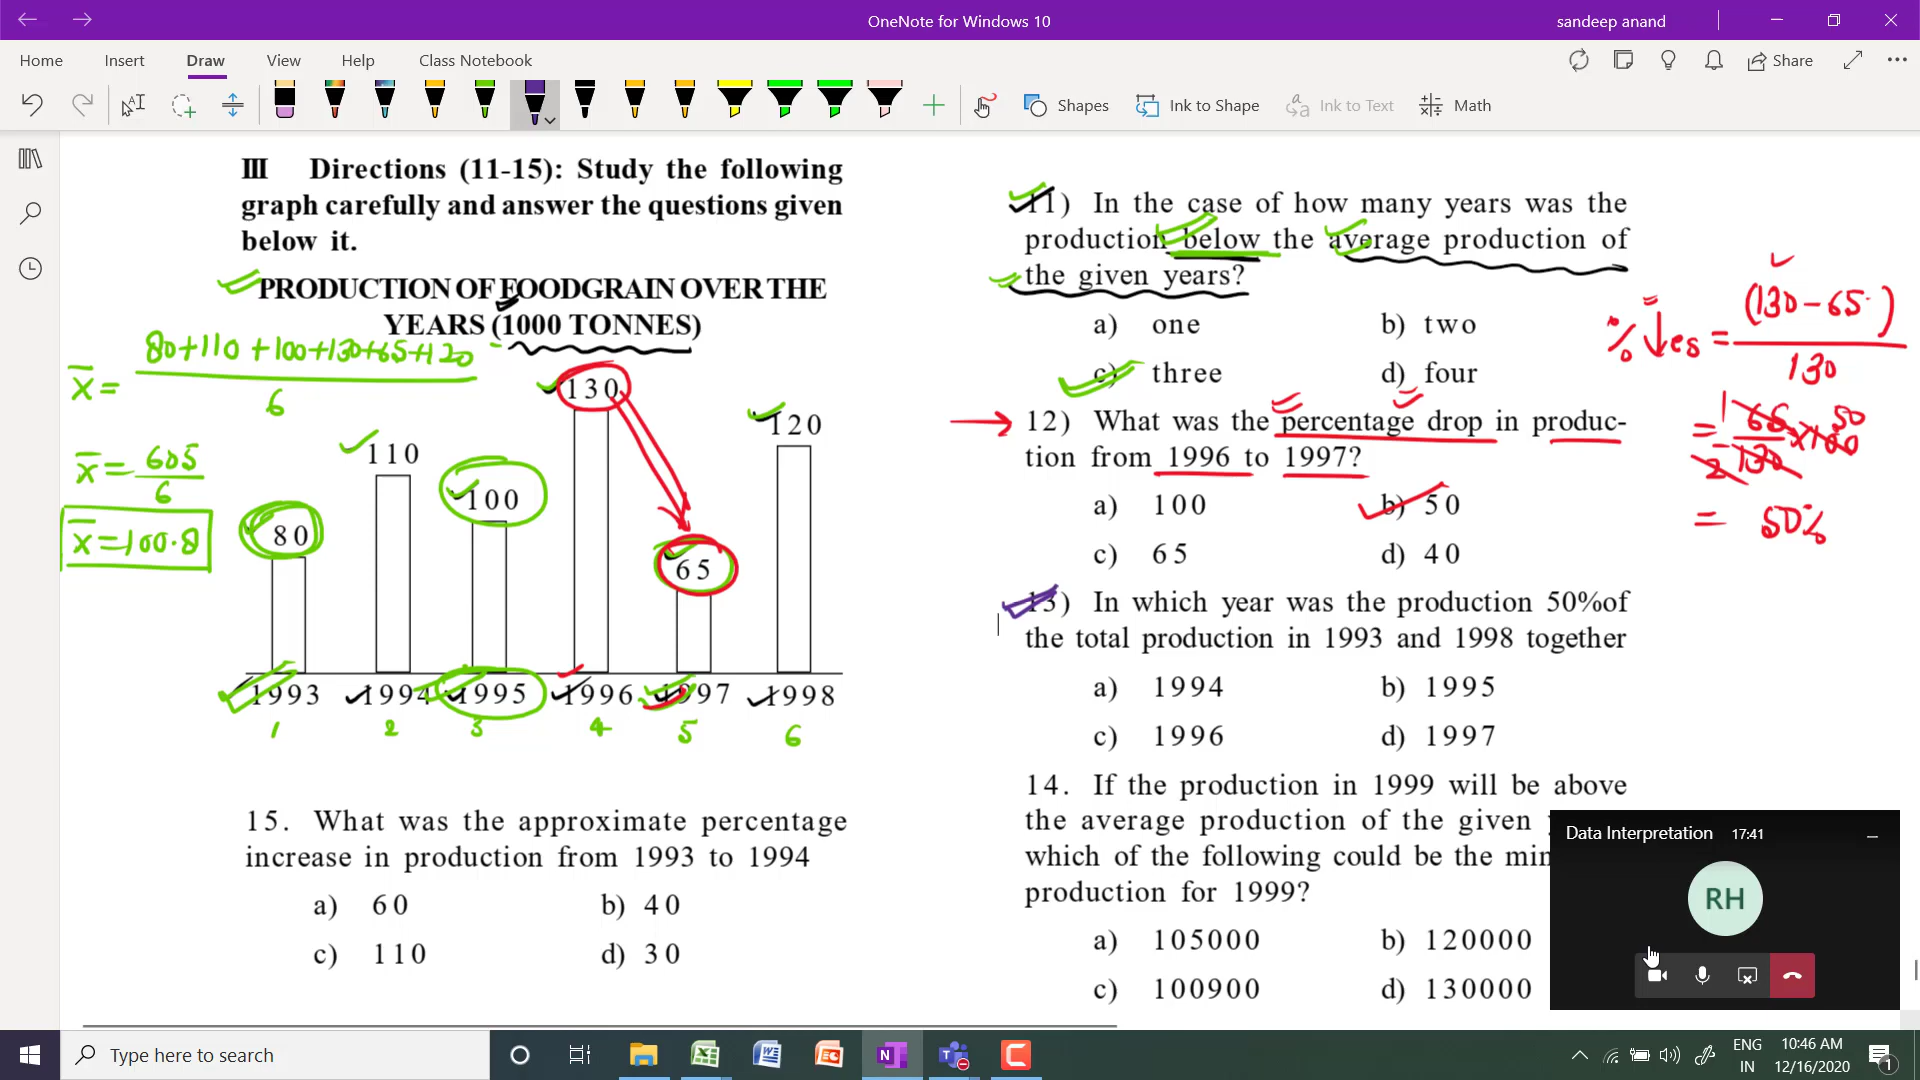 OneNote for Windows 10
sandeep anand
Home Insert Draw View Help Class Notebook
Share
Shapes Ink to Shape Ink to Text Math
III Directions (11-15): Study the following
graph carefully and answer the questions given
below it.
PRODUCTION OF FOODGRAIN OVER THE
YEARS (1000 TONNES)
80+110+100+130+65+120
x̄ =
6
x̄ = 605
6
x̄ = 100.8
80
110
100
130
65
120
1993 1994 1995 1996 1997 1998
1 2 3 4 5 6
15. What was the approximate percentage
increase in production from 1993 to 1994
a) 60 b) 40
c) 110 d) 30
11) In the case of how many years was the
production below the average production of
the given years?
a) one b) two
c) three d) four
12) What was the percentage drop in produc-
tion from 1996 to 1997?
a) 100 b) 50
c) 65 d) 40
13) In which year was the production 50%of
the total production in 1993 and 1998 together
a) 1994 b) 1995
c) 1996 d) 1997
14. If the production in 1999 will be above
the average production of the given
which of the following could be the
production for 1999?
a) 105000 b) 120000
c) 100900 d) 130000
% ↓es = (130-65)
130
1 65 50
= 130 × 100
2
= 50%
Data Interpretation 17:41
RH
Type here to search
ENG
IN
10:46 AM
12/16/2020
1